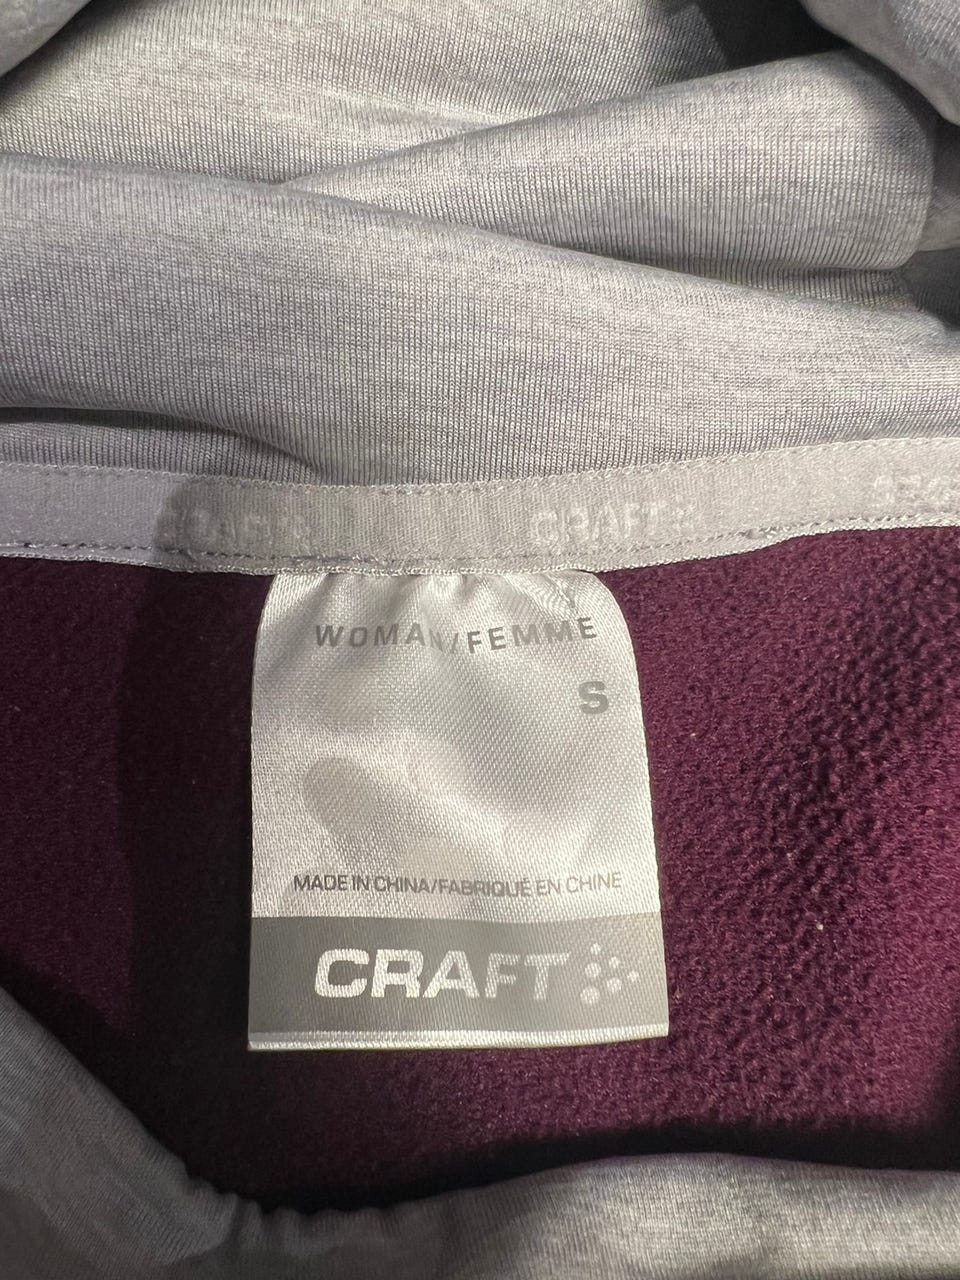 CRAFT
WOMAN/FEMME
S
MADE IN CHINA/FABRIQUÉ EN CHINE
CRAFT